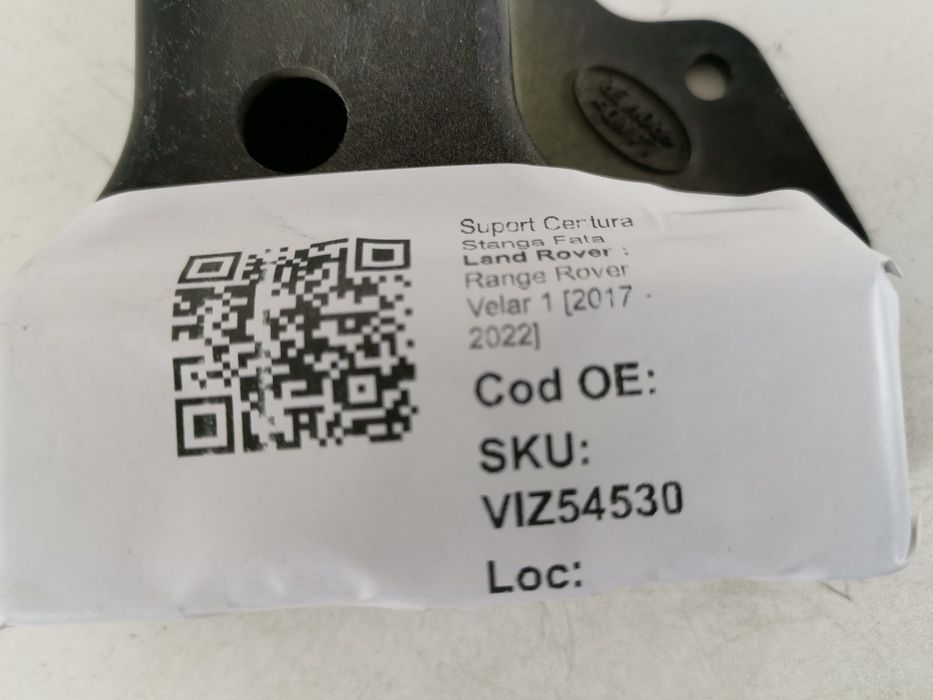 Suport Centura
Stanga Fata
Land Rover :
Range Rover
Velar 1 [2017 -
2022]
Cod OE:
SKU:
VIZ54530
Loc: